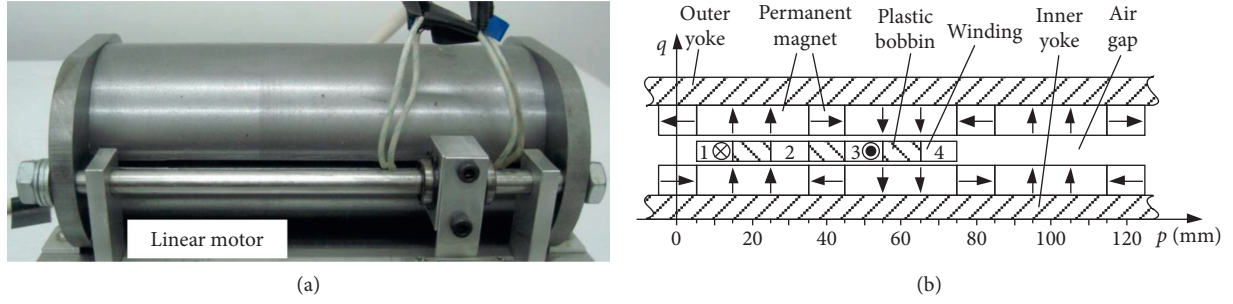 Linear motor
(a)
q
Outer
yoke
Permanent
magnet
Plastic
bobbin
Winding
Inner
yoke
Air
gap
1
2
3
4
0 20 40 60 80 100 120 p (mm)
(b)